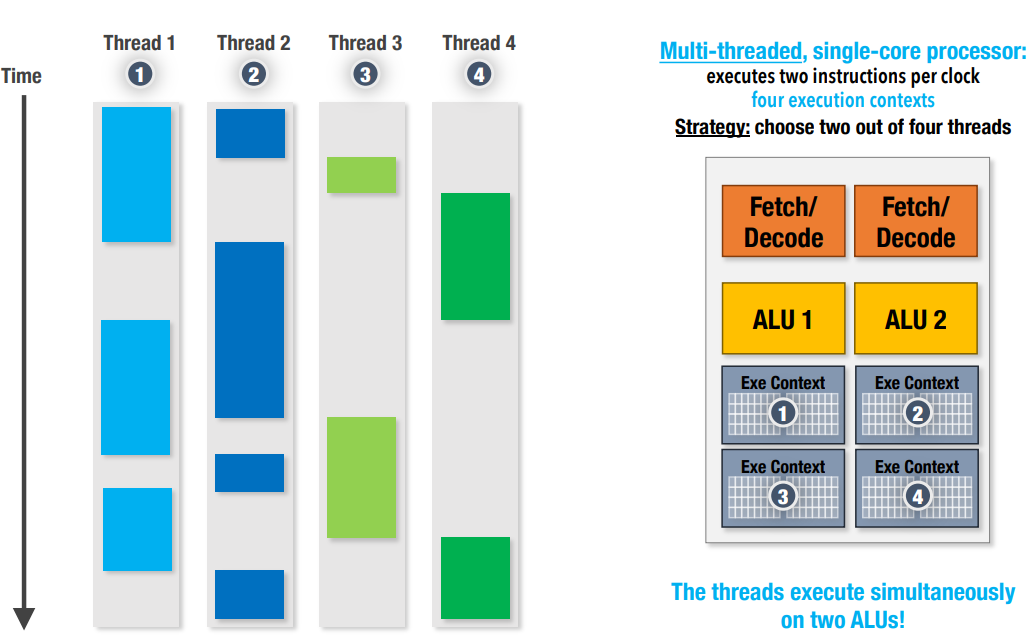 Thread 1
Thread 2
Thread 3
Thread 4
1
2
3
4
Time
Multi-threaded, single-core processor:
executes two instructions per clock
four execution contexts
Strategy: choose two out of four threads
Fetch/
Decode
Fetch/
Decode
ALU 1
ALU 2
Exe Context
1
Exe Context
2
Exe Context
3
Exe Context
4
The threads execute simultaneously
on two ALUs!